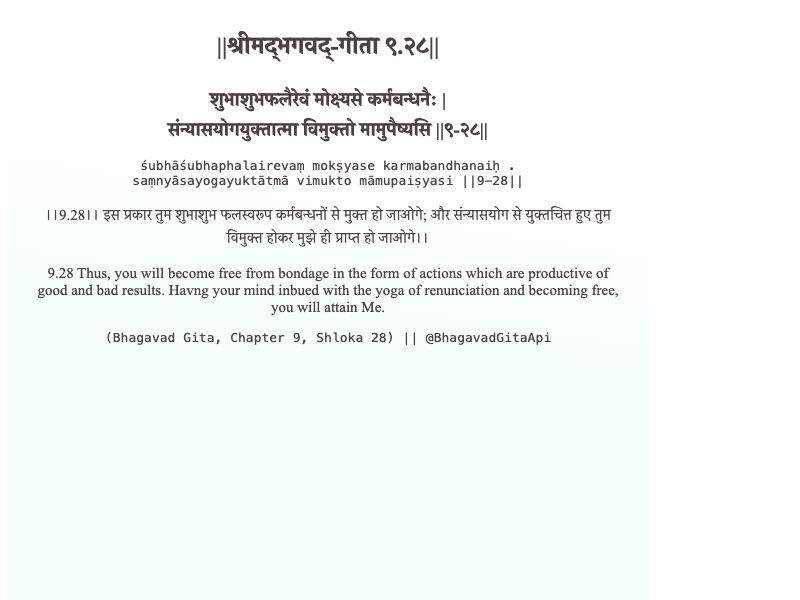 ||श्रीमद्‍भगवद्‍-गीता ९.२८||
शुभाशुभफलैरेवं मोक्ष्यसे कर्मबन्धनैः |
संन्यासयोगयुक्तात्मा विमुक्तो मामुपैष्यसि ||९-२८||
śubhāśubhaphalairevaṃ mokṣyase karmabandhanaiḥ .
saṃnyāsayogayuktātmā vimukto māmupaiṣyasi ||9-28||
।।9.28।। इस प्रकार तुम शुभाशुभ फलस्वरूप कर्मबन्धनों से मुक्त हो जाओगे; और संन्यासयोग से युक्तचित्त हुए तुम
विमुक्त होकर मुझे ही प्राप्त हो जाओगे।।
9.28 Thus, you will become free from bondage in the form of actions which are productive of
good and bad results. Havng your mind inbued with the yoga of renunciation and becoming free,
you will attain Me.
(Bhagavad Gita, Chapter 9, Shloka 28) || @BhagavadGitaApi